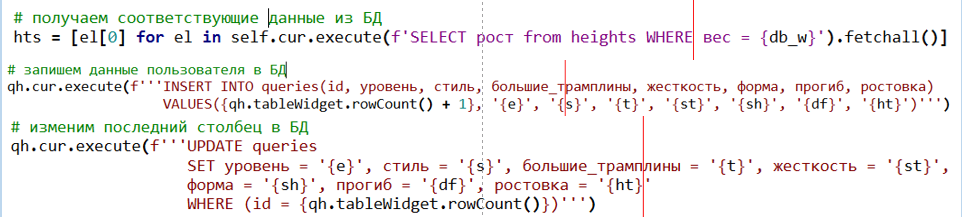 # получаем соответствующие данные из БД
hts = [el[0] for el in self.cur.execute(f'SELECT рост from heights WHERE вес = {db_w}').fetchall()]
# запишем данные пользователя в БД
qh.cur.execute(f'''INSERT INTO queries(id, уровень, стиль, большие_трамплины, жесткость, форма, прогиб, ростовка)
VALUES({qh.tableWidget.rowCount() + 1}, '{e}', '{s}', '{t}', '{st}', '{sh}', '{df}', '{ht}')''')
# изменим последний столбец в БД
qh.cur.execute(f'''UPDATE queries
SET уровень = '{e}', стиль = '{s}', большие_трамплины = '{t}', жесткость = '{st}',
форма = '{sh}', прогиб = '{df}', ростовка = '{ht}'
WHERE (id = {qh.tableWidget.rowCount()})''')